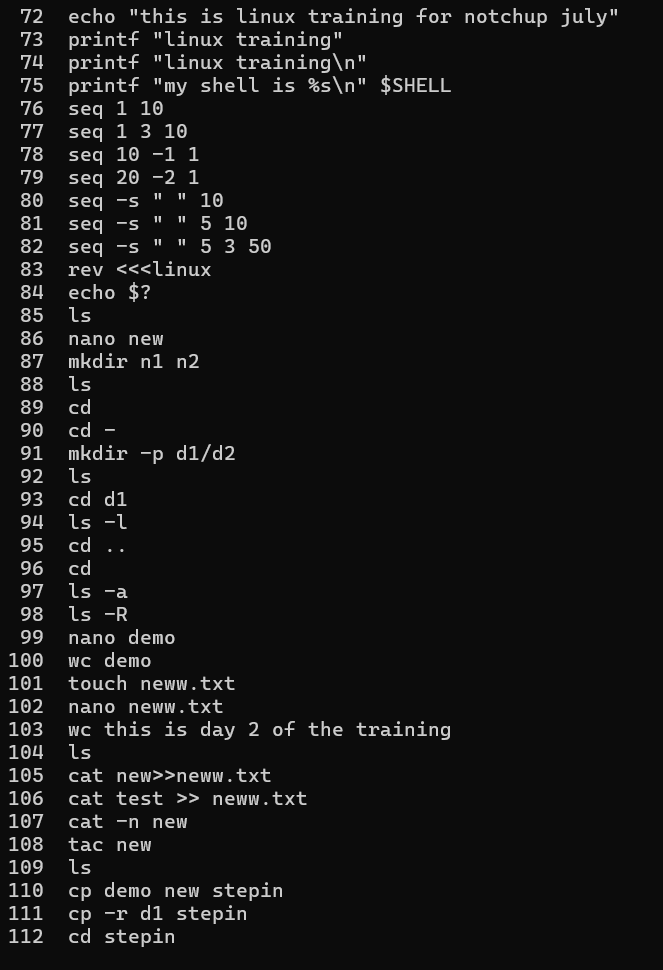 72  echo "this is linux training for notchup july"
73  printf "linux training"
74  printf "linux training\n"
75  printf "my shell is %s\n" $SHELL
76  seq 1 10
77  seq 1 3 10
78  seq 10 -1 1
79  seq 20 -2 1
80  seq -s " " 10
81  seq -s " " 5 10
82  seq -s " " 5 3 50
83  rev <<<linux
84  echo $?
85  ls
86  nano new
87  mkdir n1 n2
88  ls
89  cd
90  cd -
91  mkdir -p d1/d2
92  ls
93  cd d1
94  ls -l
95  cd ..
96  cd
97  ls -a
98  ls -R
99  nano demo
100  wc demo
101  touch neww.txt
102  nano neww.txt
103  wc this is day 2 of the training
104  ls
105  cat new>>neww.txt
106  cat test >> neww.txt
107  cat -n new
108  tac new
109  ls
110  cp demo new stepin
111  cp -r d1 stepin
112  cd stepin